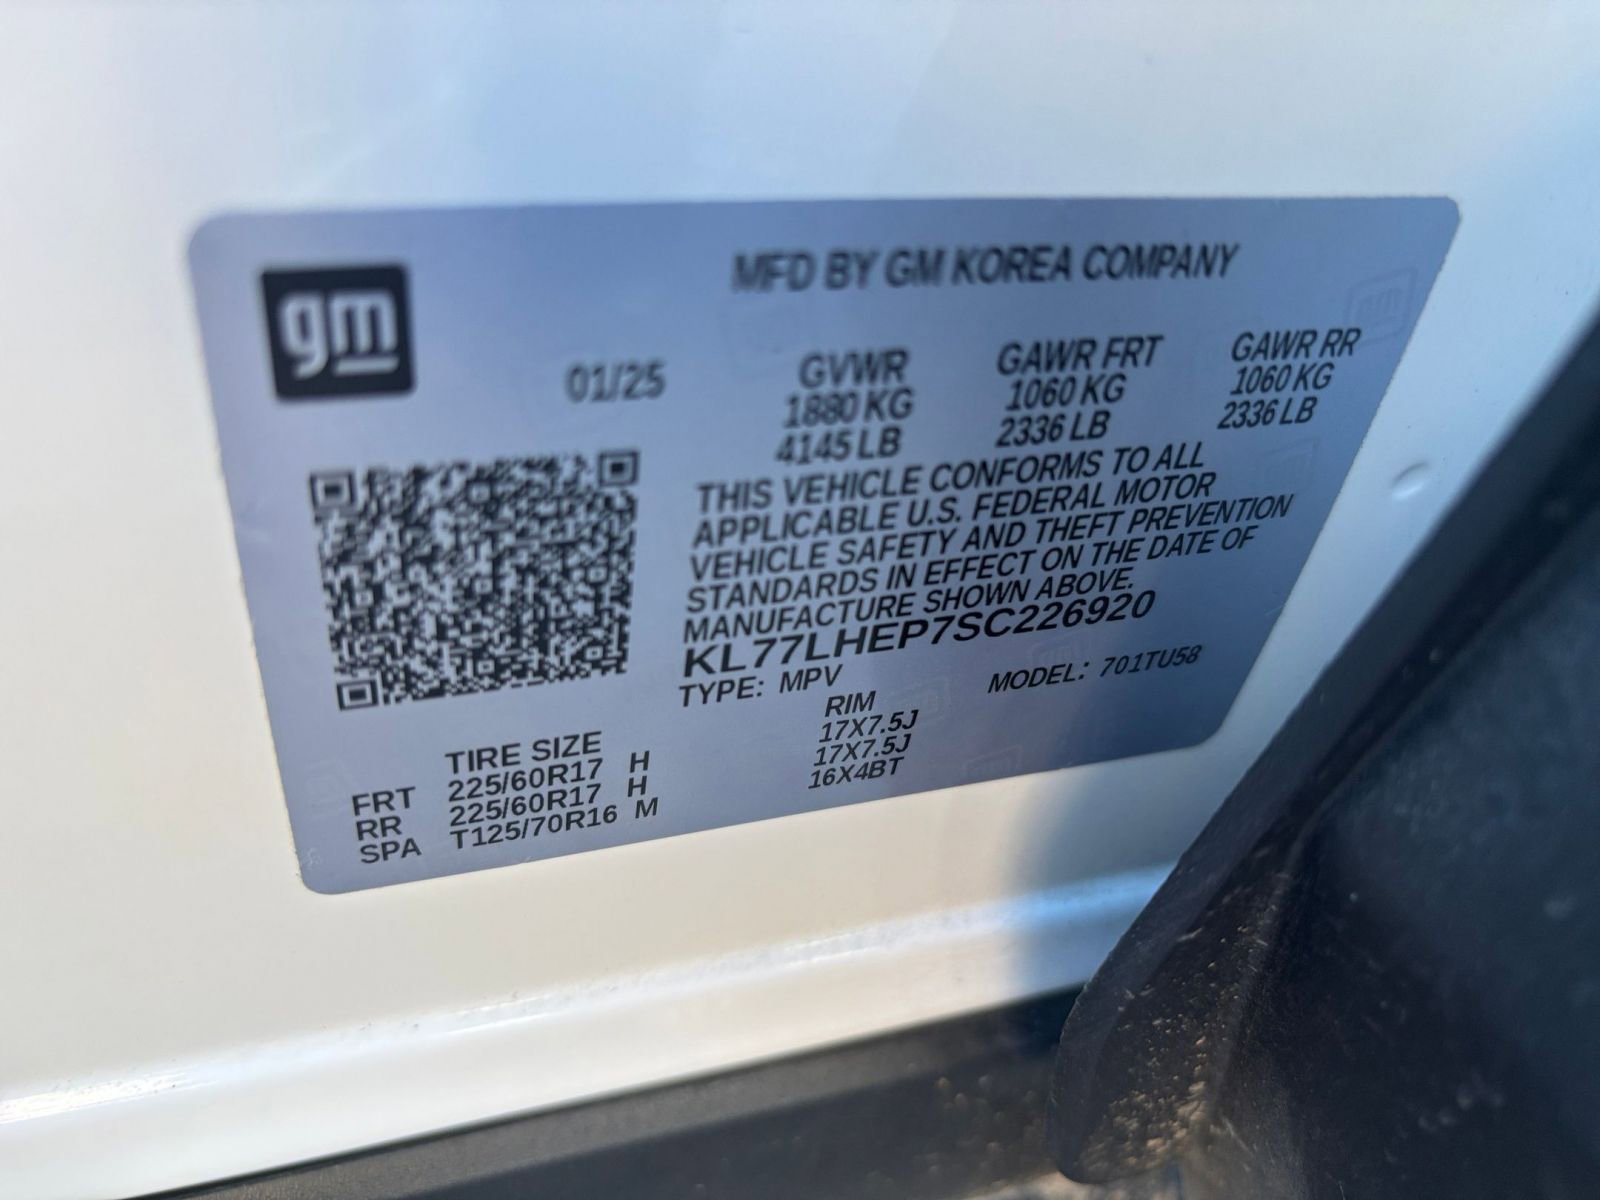 gm
MFD BY GM KOREA COMPANY
01/25
GVWR GAWR FRT GAWR RR
1880 KG 1060 KG 1060 KG
4145 LB 2336 LB 2336 LB
THIS VEHICLE CONFORMS TO ALL
APPLICABLE U.S. FEDERAL MOTOR
VEHICLE SAFETY AND THEFT PREVENTION
STANDARDS IN EFFECT ON THE DATE OF
MANUFACTURE SHOWN ABOVE.
KL77LHEP7SC226920
TYPE: MPV MODEL: 701TU58
TIRE SIZE RIM
FRT 225/60R17 H 17X7.5J
RR 225/60R17 H 17X7.5J
SPA T125/70R16 M 16X4BT